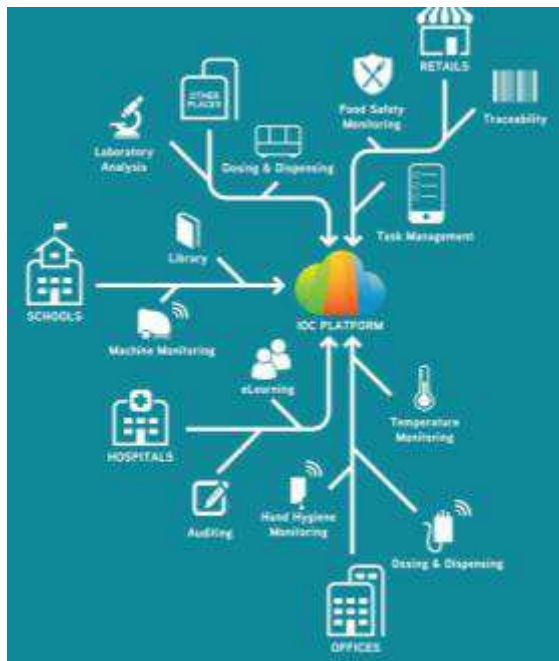 RETAILS
OTHER
PLACES
Food Safety
Monitoring
Traceability
Laboratory
Analysis
Dosing & Dispensing
Task Management
Library
SCHOOLS
IOC PLATFORM
Machine Monitoring
eLearning
Temperature
Monitoring
HOSPITALS
Auditing
Hand Hygiene
Monitoring
Dosing & Dispensing
OFFICES